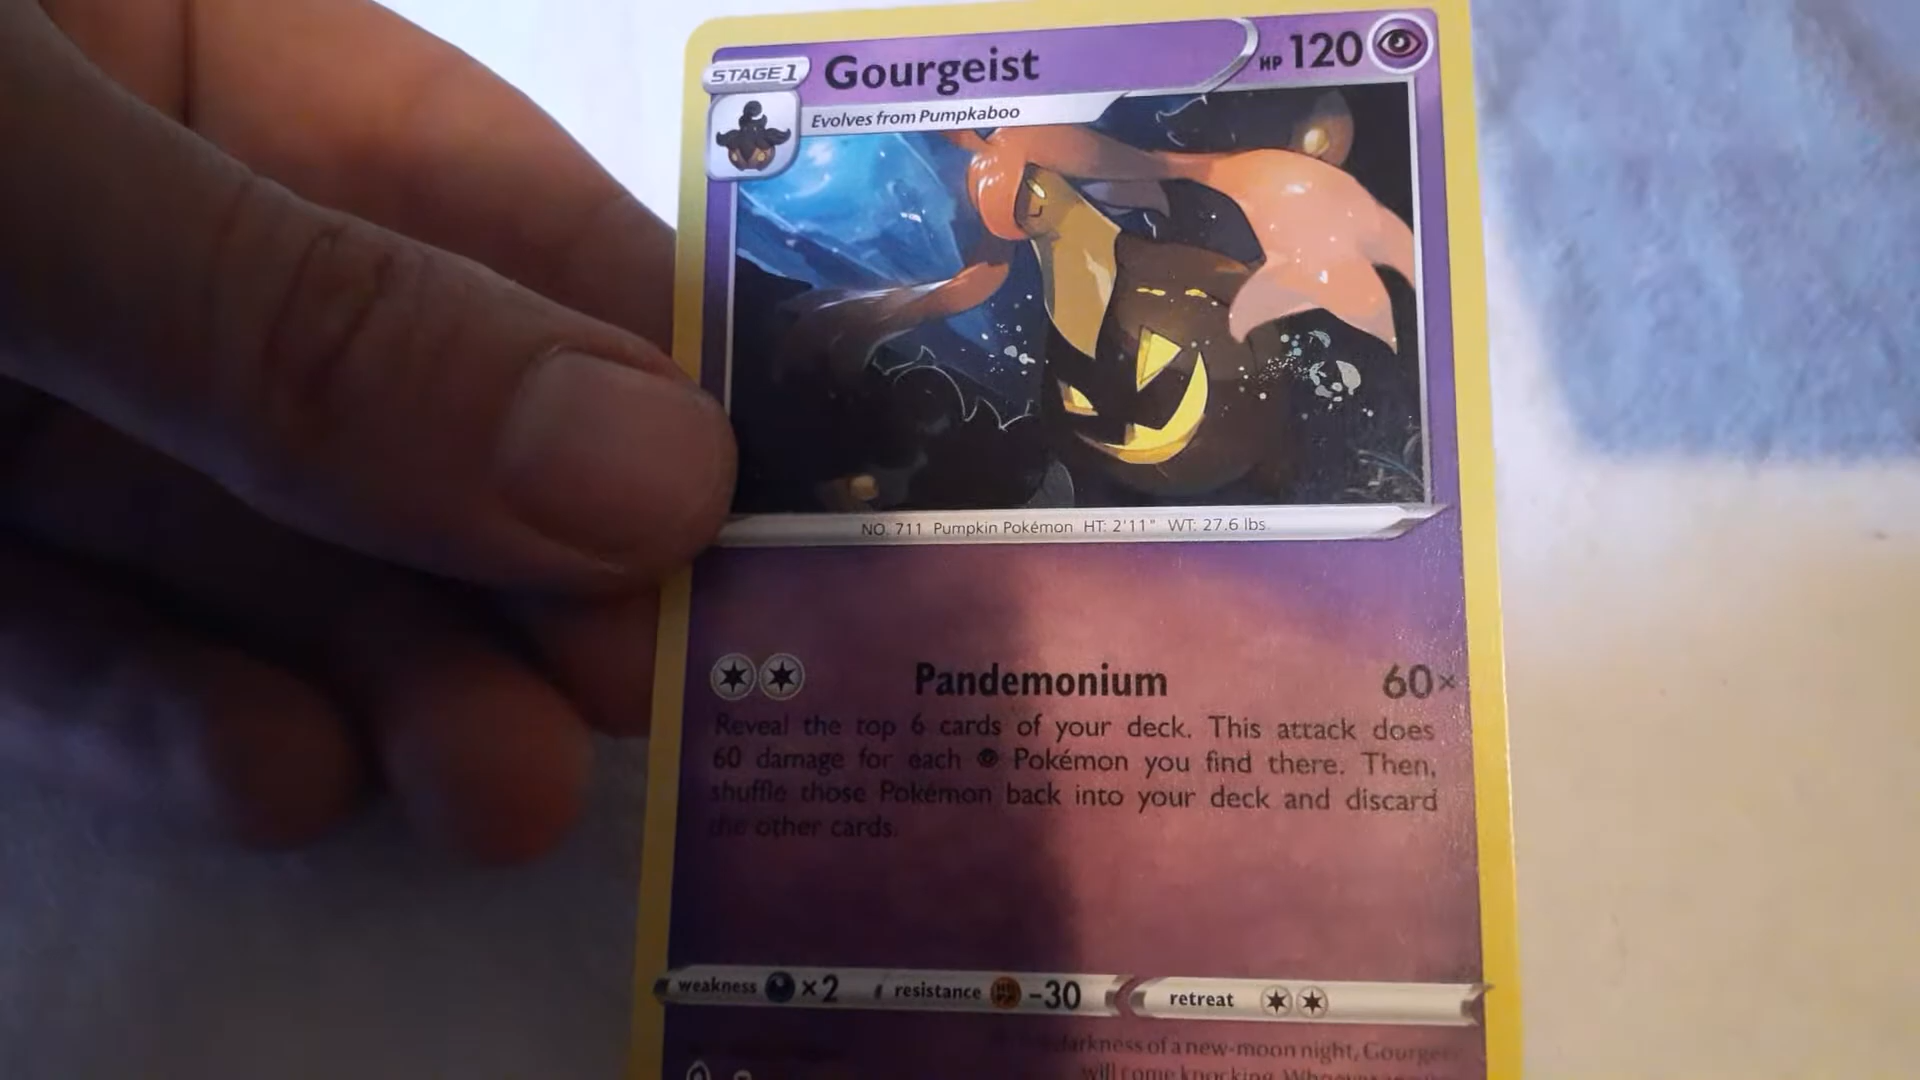 STAGE 1 Gourgeist HP 120
Evolves from Pumpkaboo
NO. 711 Pumpkin Pokémon HT: 2'11" WT: 27.6 lbs.
Pandemonium 60×
Reveal the top 6 cards of your deck. This attack does
60 damage for each Pokémon you find there. Then,
shuffle those Pokémon back into your deck and discard
the other cards.
weakness ×2 resistance -30 retreat
darkness of a new-moon night,
will come knocking.